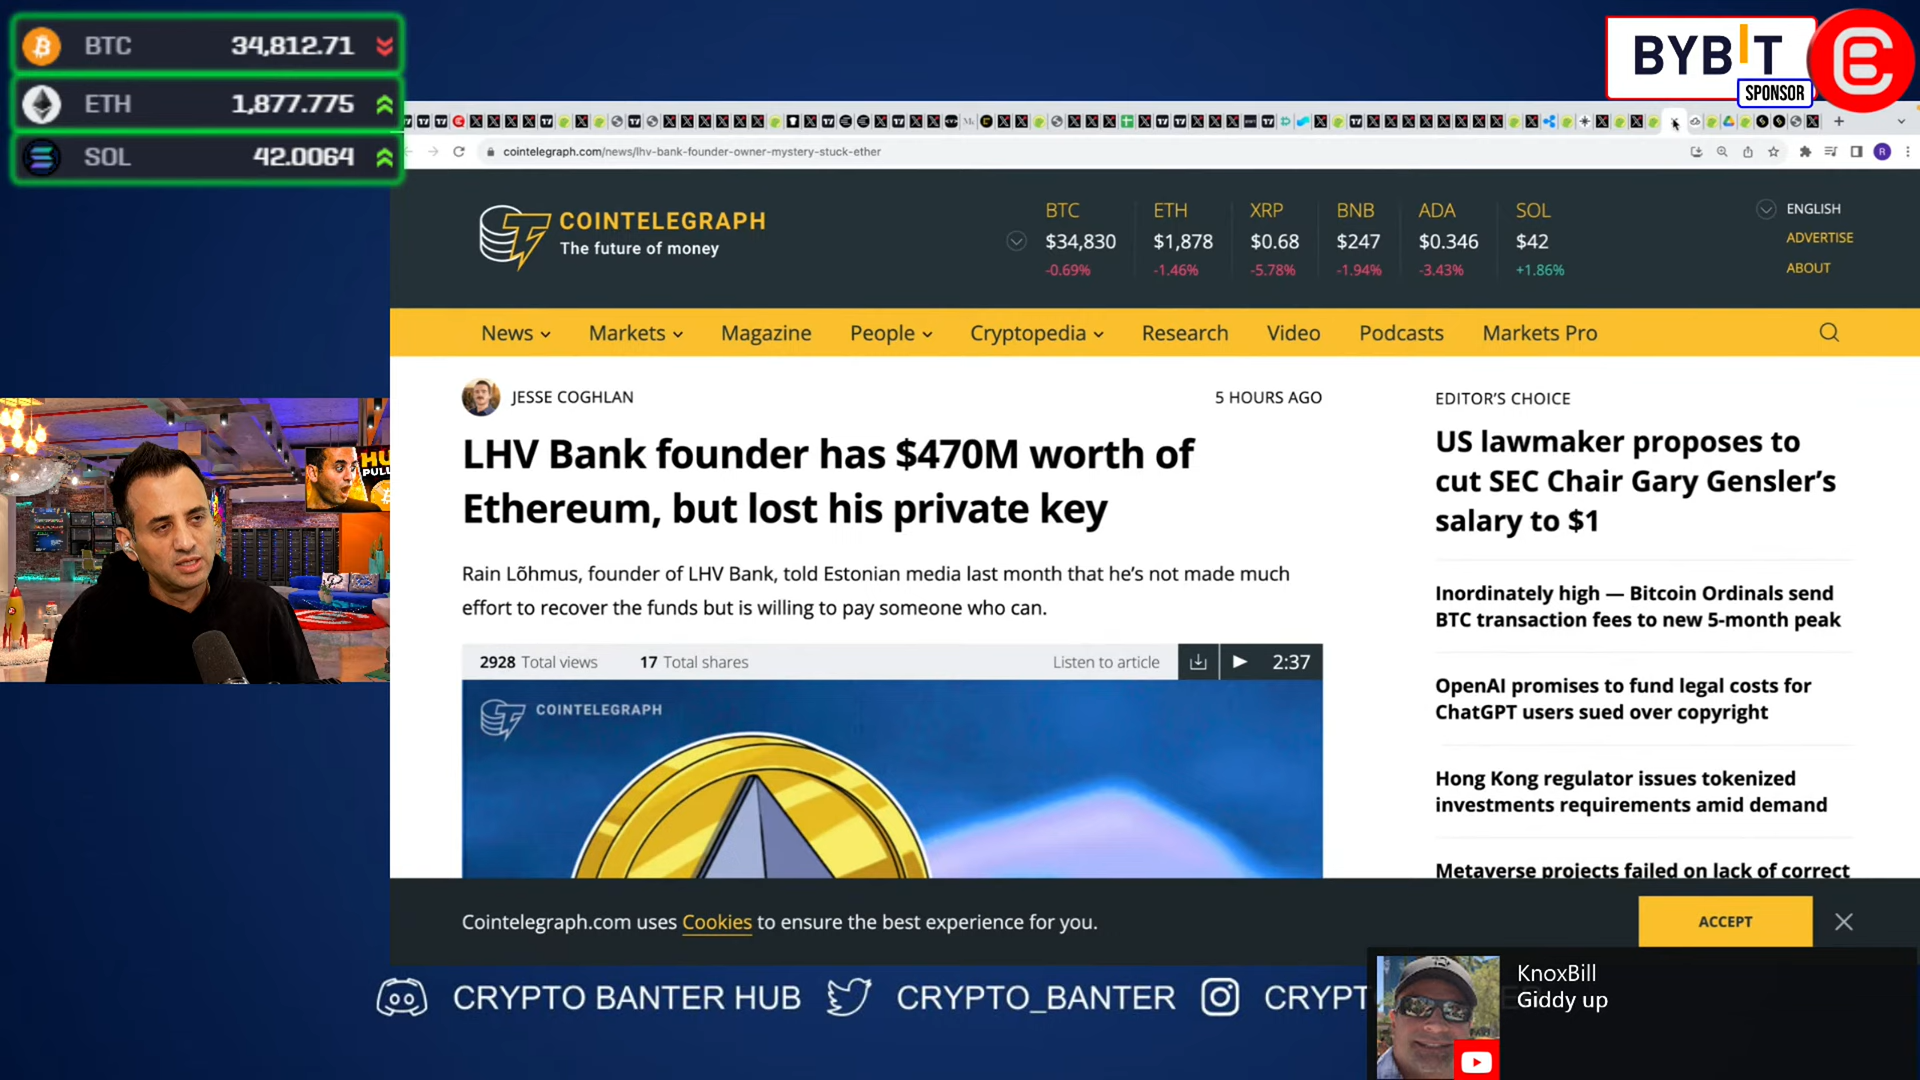 BTC 34,812.71
ETH 1,877.775
SOL 42.0064
BYBIT
SPONSOR
cointelegraph.com/news/lhv-bank-founder-owner-mystery-stuck-ether
R
COINTELEGRAPH
The future of money
BTC ETH XRP BNB ADA SOL
$34,830 $1,878 $0.68 $247 $0.346 $42
-0.69% -1.46% -5.78% -1.94% -3.43% +1.86%
ENGLISH
ADVERTISE
ABOUT
News Markets Magazine People Cryptopedia Research Video Podcasts Markets Pro
JESSE COGHLAN
5 HOURS AGO
LHV Bank founder has $470M worth of
Ethereum, but lost his private key
Rain Lõhmus, founder of LHV Bank, told Estonian media last month that he's not made much
effort to recover the funds but is willing to pay someone who can.
2928 Total views 17 Total shares Listen to article 2:37
COINTELEGRAPH
EDITOR'S CHOICE
US lawmaker proposes to
cut SEC Chair Gary Gensler's
salary to $1
Inordinately high — Bitcoin Ordinals send
BTC transaction fees to new 5-month peak
OpenAI promises to fund legal costs for
ChatGPT users sued over copyright
Hong Kong regulator issues tokenized
investments requirements amid demand
Metaverse projects failed on lack of correct
Cointelegraph.com uses Cookies to ensure the best experience for you.
ACCEPT
CRYPTO BANTER HUB CRYPTO_BANTER CRYPT
KnoxBill
Giddy up